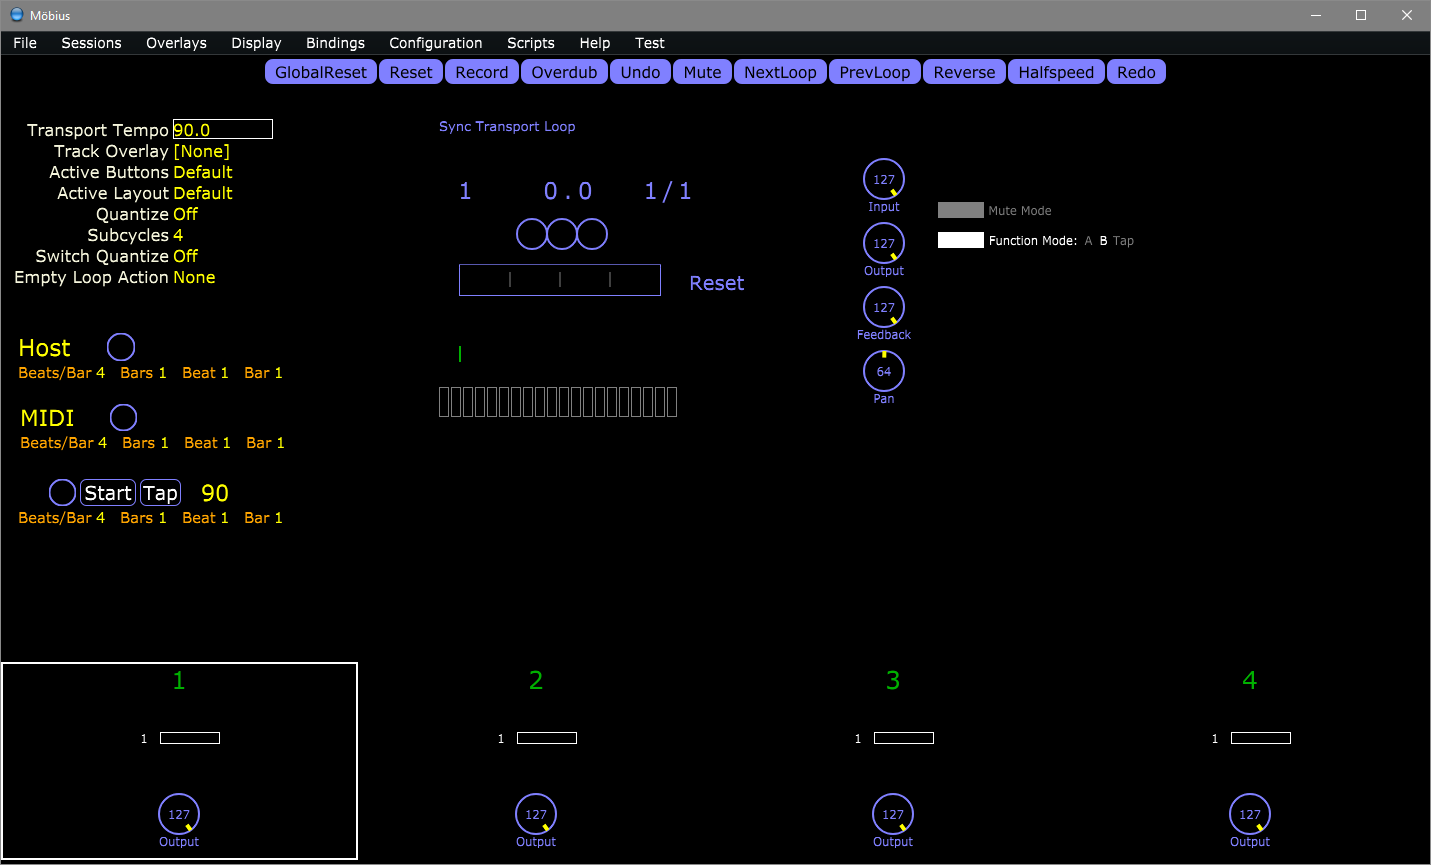 Möbius
File Sessions Overlays Display Bindings Configuration Scripts Help Test
GlobalReset Reset Record Overdub Undo Mute NextLoop PrevLoop Reverse Halfspeed Redo
Transport Tempo 90.0
Track Overlay [None]
Active Buttons Default
Active Layout Default
Quantize Off
Subcycles 4
Switch Quantize Off
Empty Loop Action None
Host
Beats/Bar 4 Bars 1 Beat 1 Bar 1
MIDI
Beats/Bar 4 Bars 1 Beat 1 Bar 1
Start Tap 90
Beats/Bar 4 Bars 1 Beat 1 Bar 1
Sync Transport Loop
1 0.0 1/1
Reset
127
Input
127
Output
127
Feedback
64
Pan
Mute Mode
Function Mode: A B Tap
1 2 3 4
1 1 1 1
127 127 127 127
Output Output Output Output